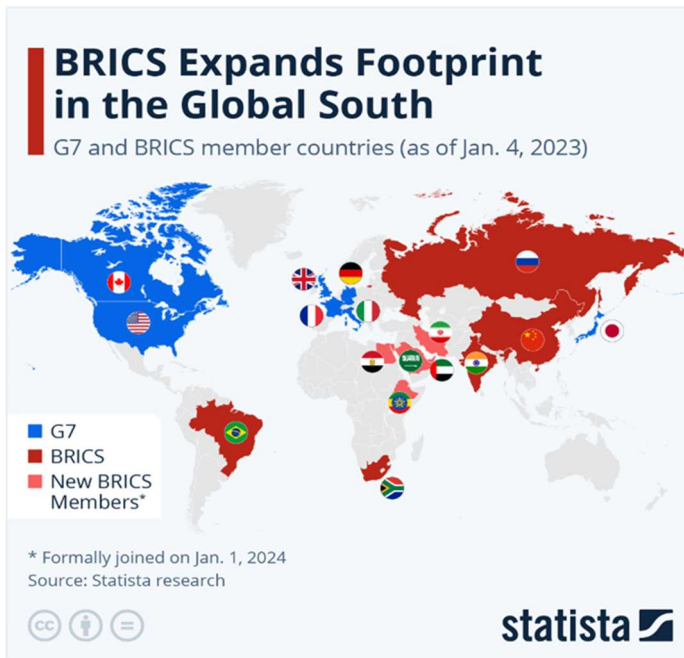 BRICS Expands Footprint
in the Global South
G7 and BRICS member countries (as of Jan. 4, 2023)
G7
BRICS
New BRICS
Members*
* Formally joined on Jan. 1, 2024
Source: Statista research
cc
statista